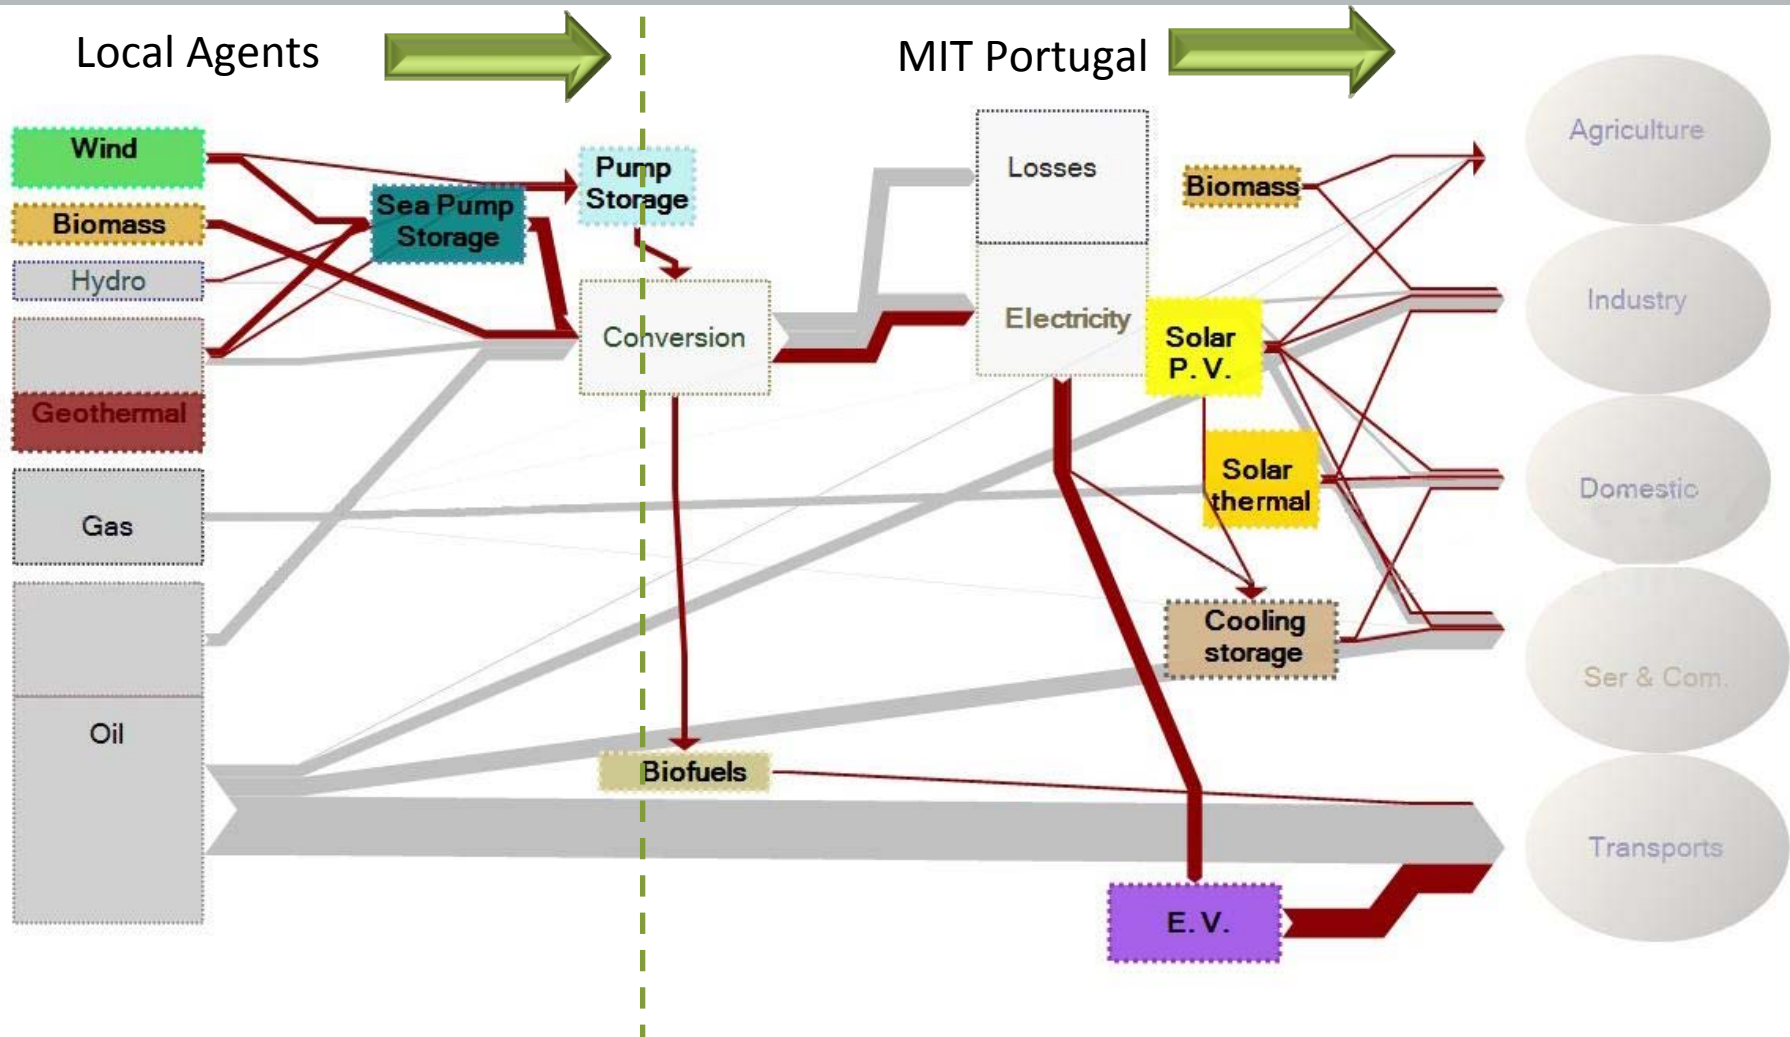 Local Agents
MIT Portugal
Wind
Biomass
Hydro
Geothermal
Gas
Oil
Sea Pump
Storage
Pump
Storage
Conversion
Biofuels
Losses
Electricity
Biomass
Solar
P. V.
Solar
thermal
Cooling
storage
E. V.
Agriculture
Industry
Domestic
Ser & Com.
Transports